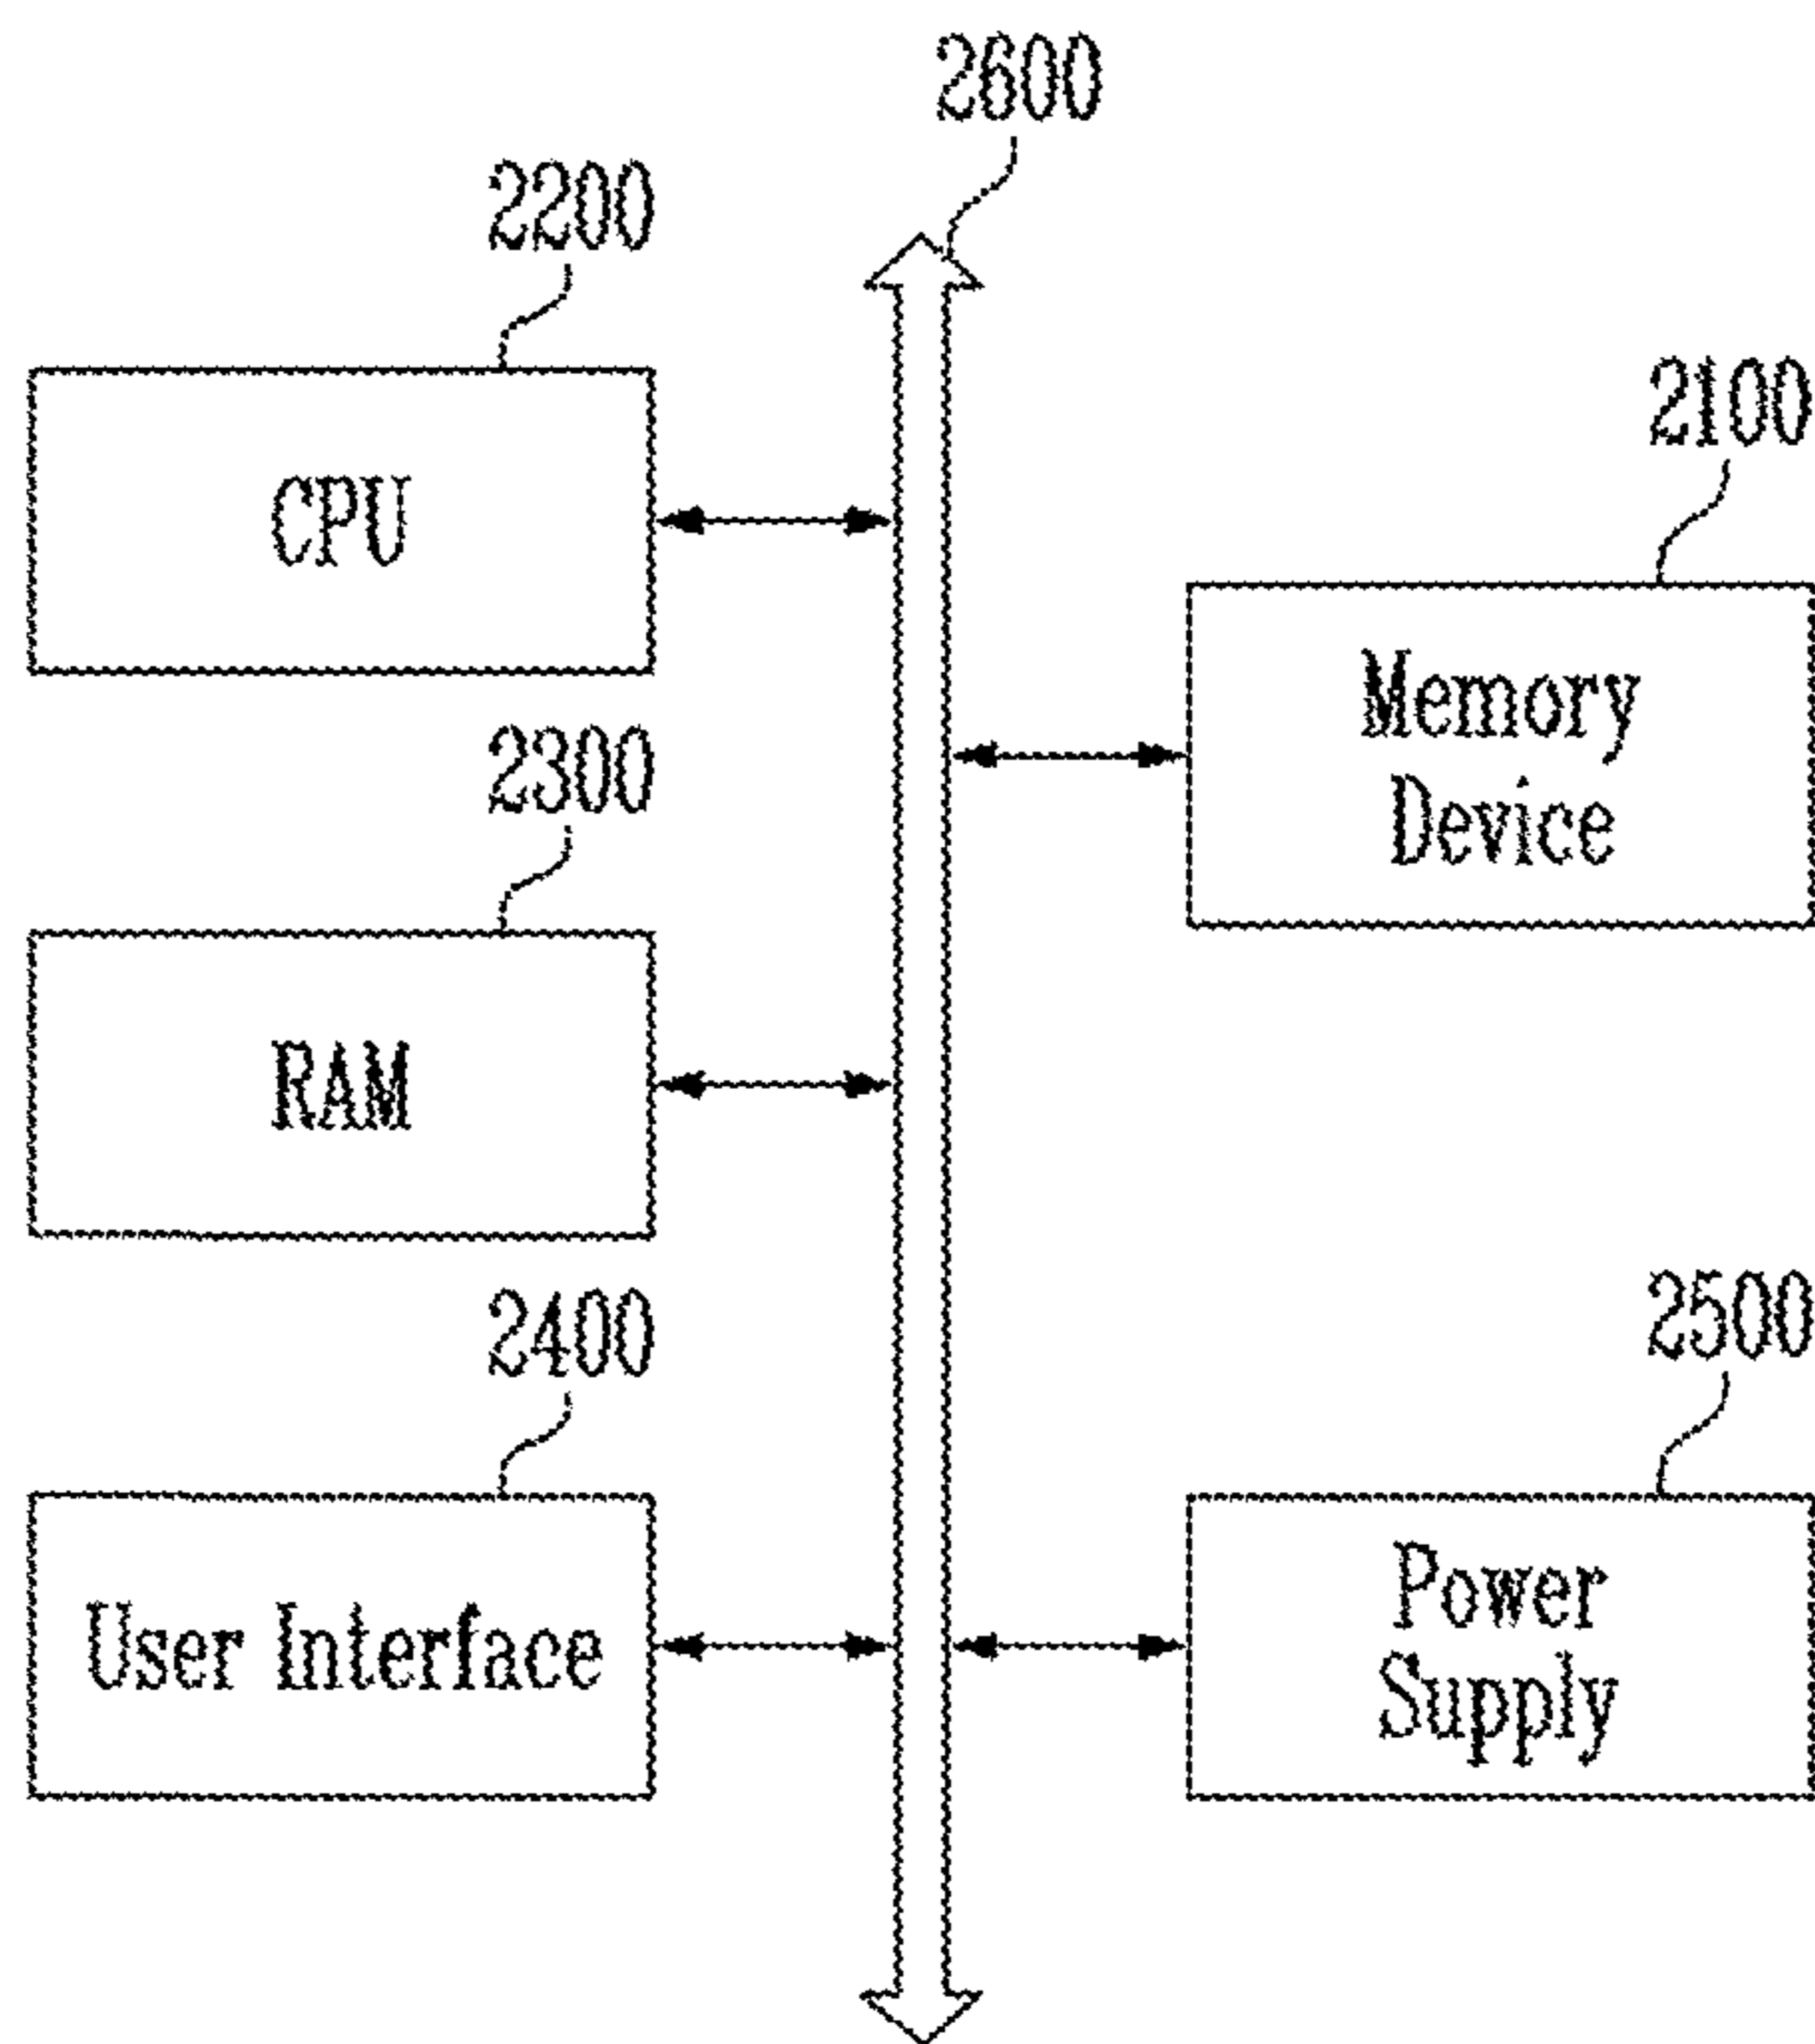 2600
2200
CPU
2100
Memory
Device
2300
RAM
2400
User Interface
2500
Power
Supply